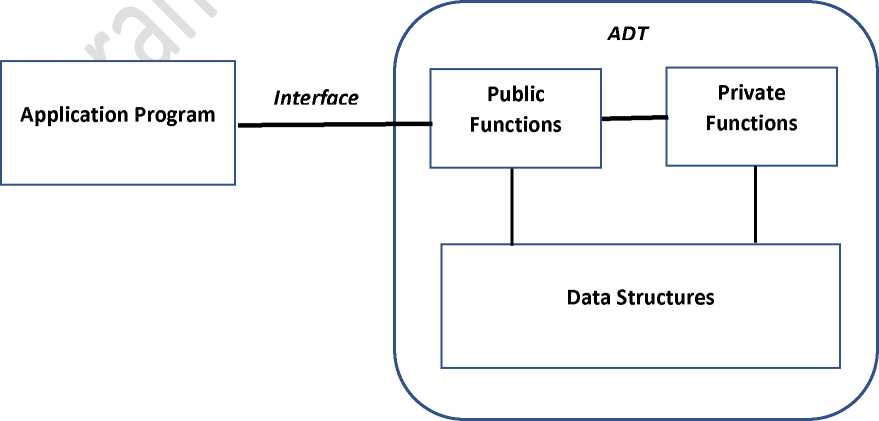 ADT
Application Program
Interface
Public
Functions
Private
Functions
Data Structures